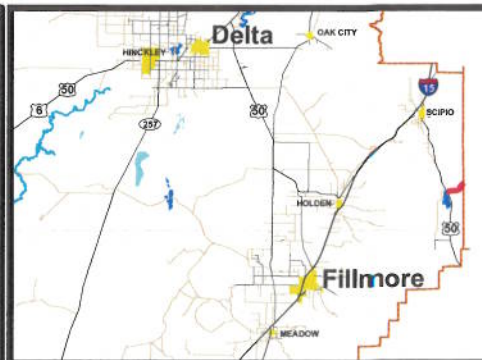 Delta
OAK CITY
HINCKLEY
15
50
6
50
SCIPIO
257
HOLDEN
50
Fillmore
MEADOW